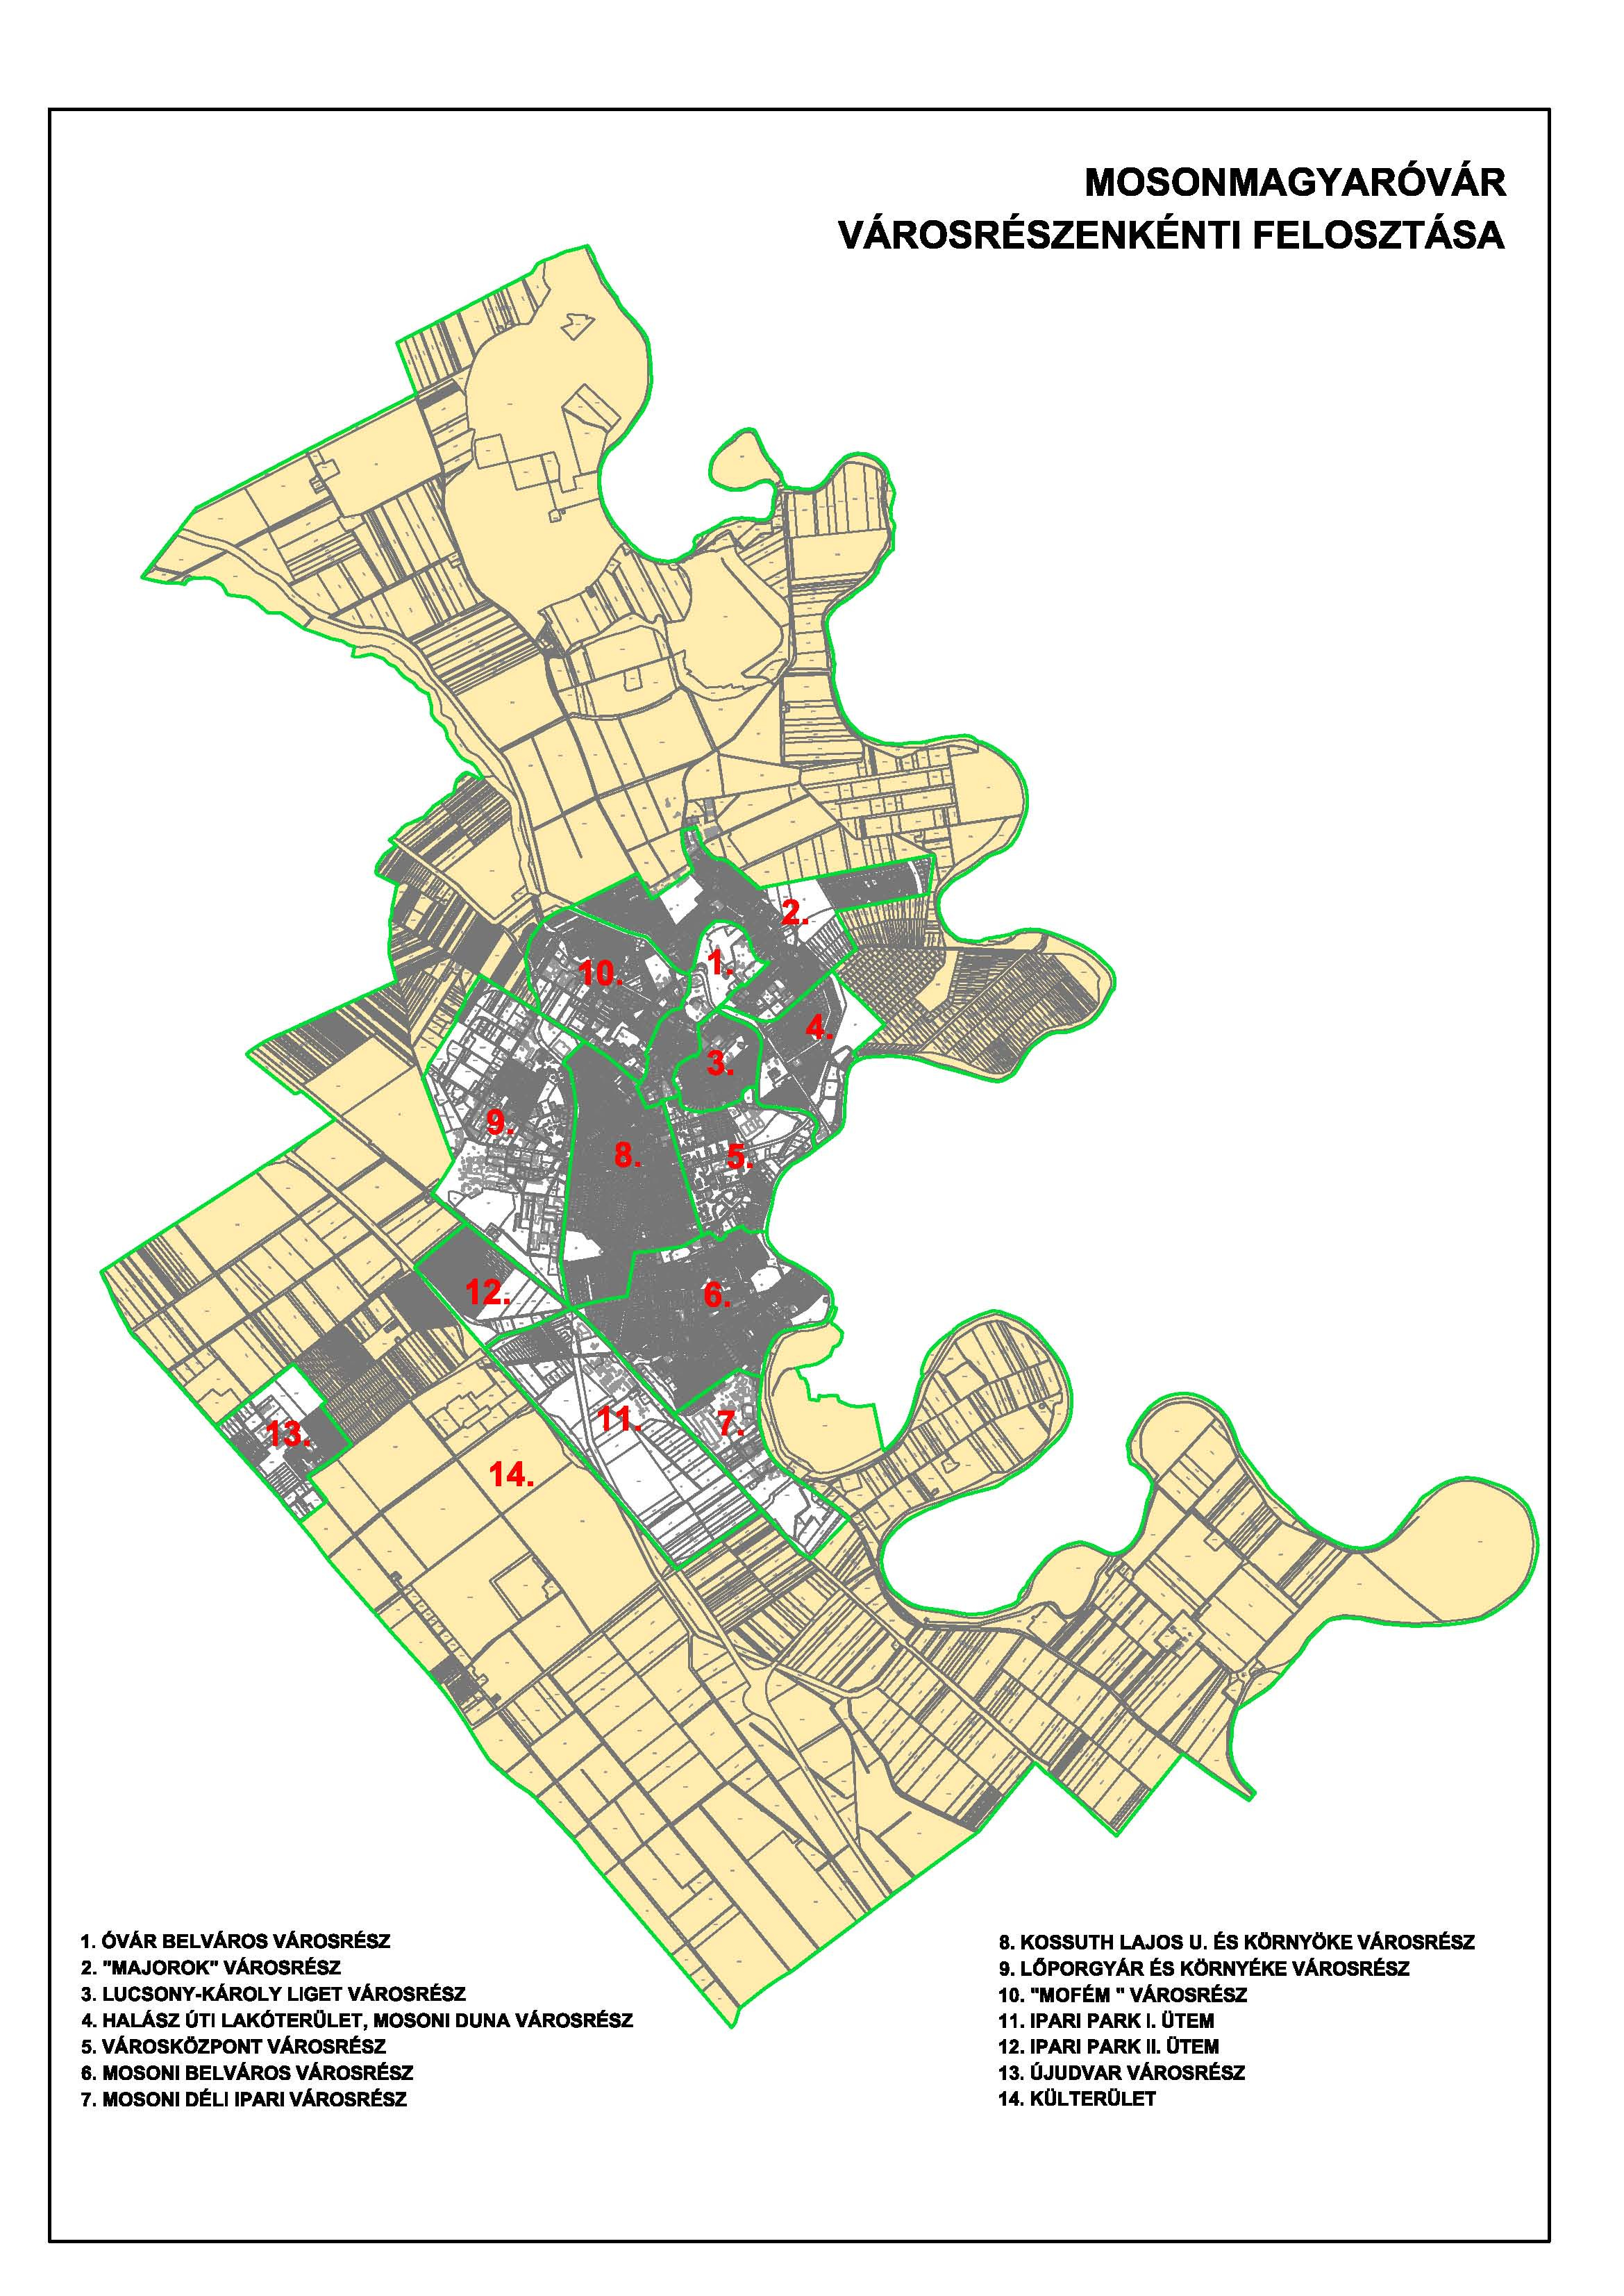 MOSONMAGYARÓVÁR
VÁROSRÉSZENKÉNTI FELOSZTÁSA
2.
1.
10.
4.
3.
9.
8.
5.
12.
6.
11.
7.
13.
14.
1. ÓVÁR BELVÁROS VÁROSRÉSZ
2. "MAJOROK" VÁROSRÉSZ
3. LUCSONY-KÁROLY LIGET VÁROSRÉSZ
4. HALÁSZ ÚTI LAKÓTERÜLET, MOSONI DUNA VÁROSRÉSZ
5. VÁROSKÖZPONT VÁROSRÉSZ
6. MOSONI BELVÁROS VÁROSRÉSZ
7. MOSONI DÉLI IPARI VÁROSRÉSZ
8. KOSSUTH LAJOS U. ÉS KÖRNYÖKE VÁROSRÉSZ
9. LŐPORGYÁR ÉS KÖRNYÉKE VÁROSRÉSZ
10. "MOFÉM " VÁROSRÉSZ
11. IPARI PARK I. ÜTEM
12. IPARI PARK II. ÜTEM
13. ÚJUDVAR VÁROSRÉSZ
14. KÜLTERÜLET